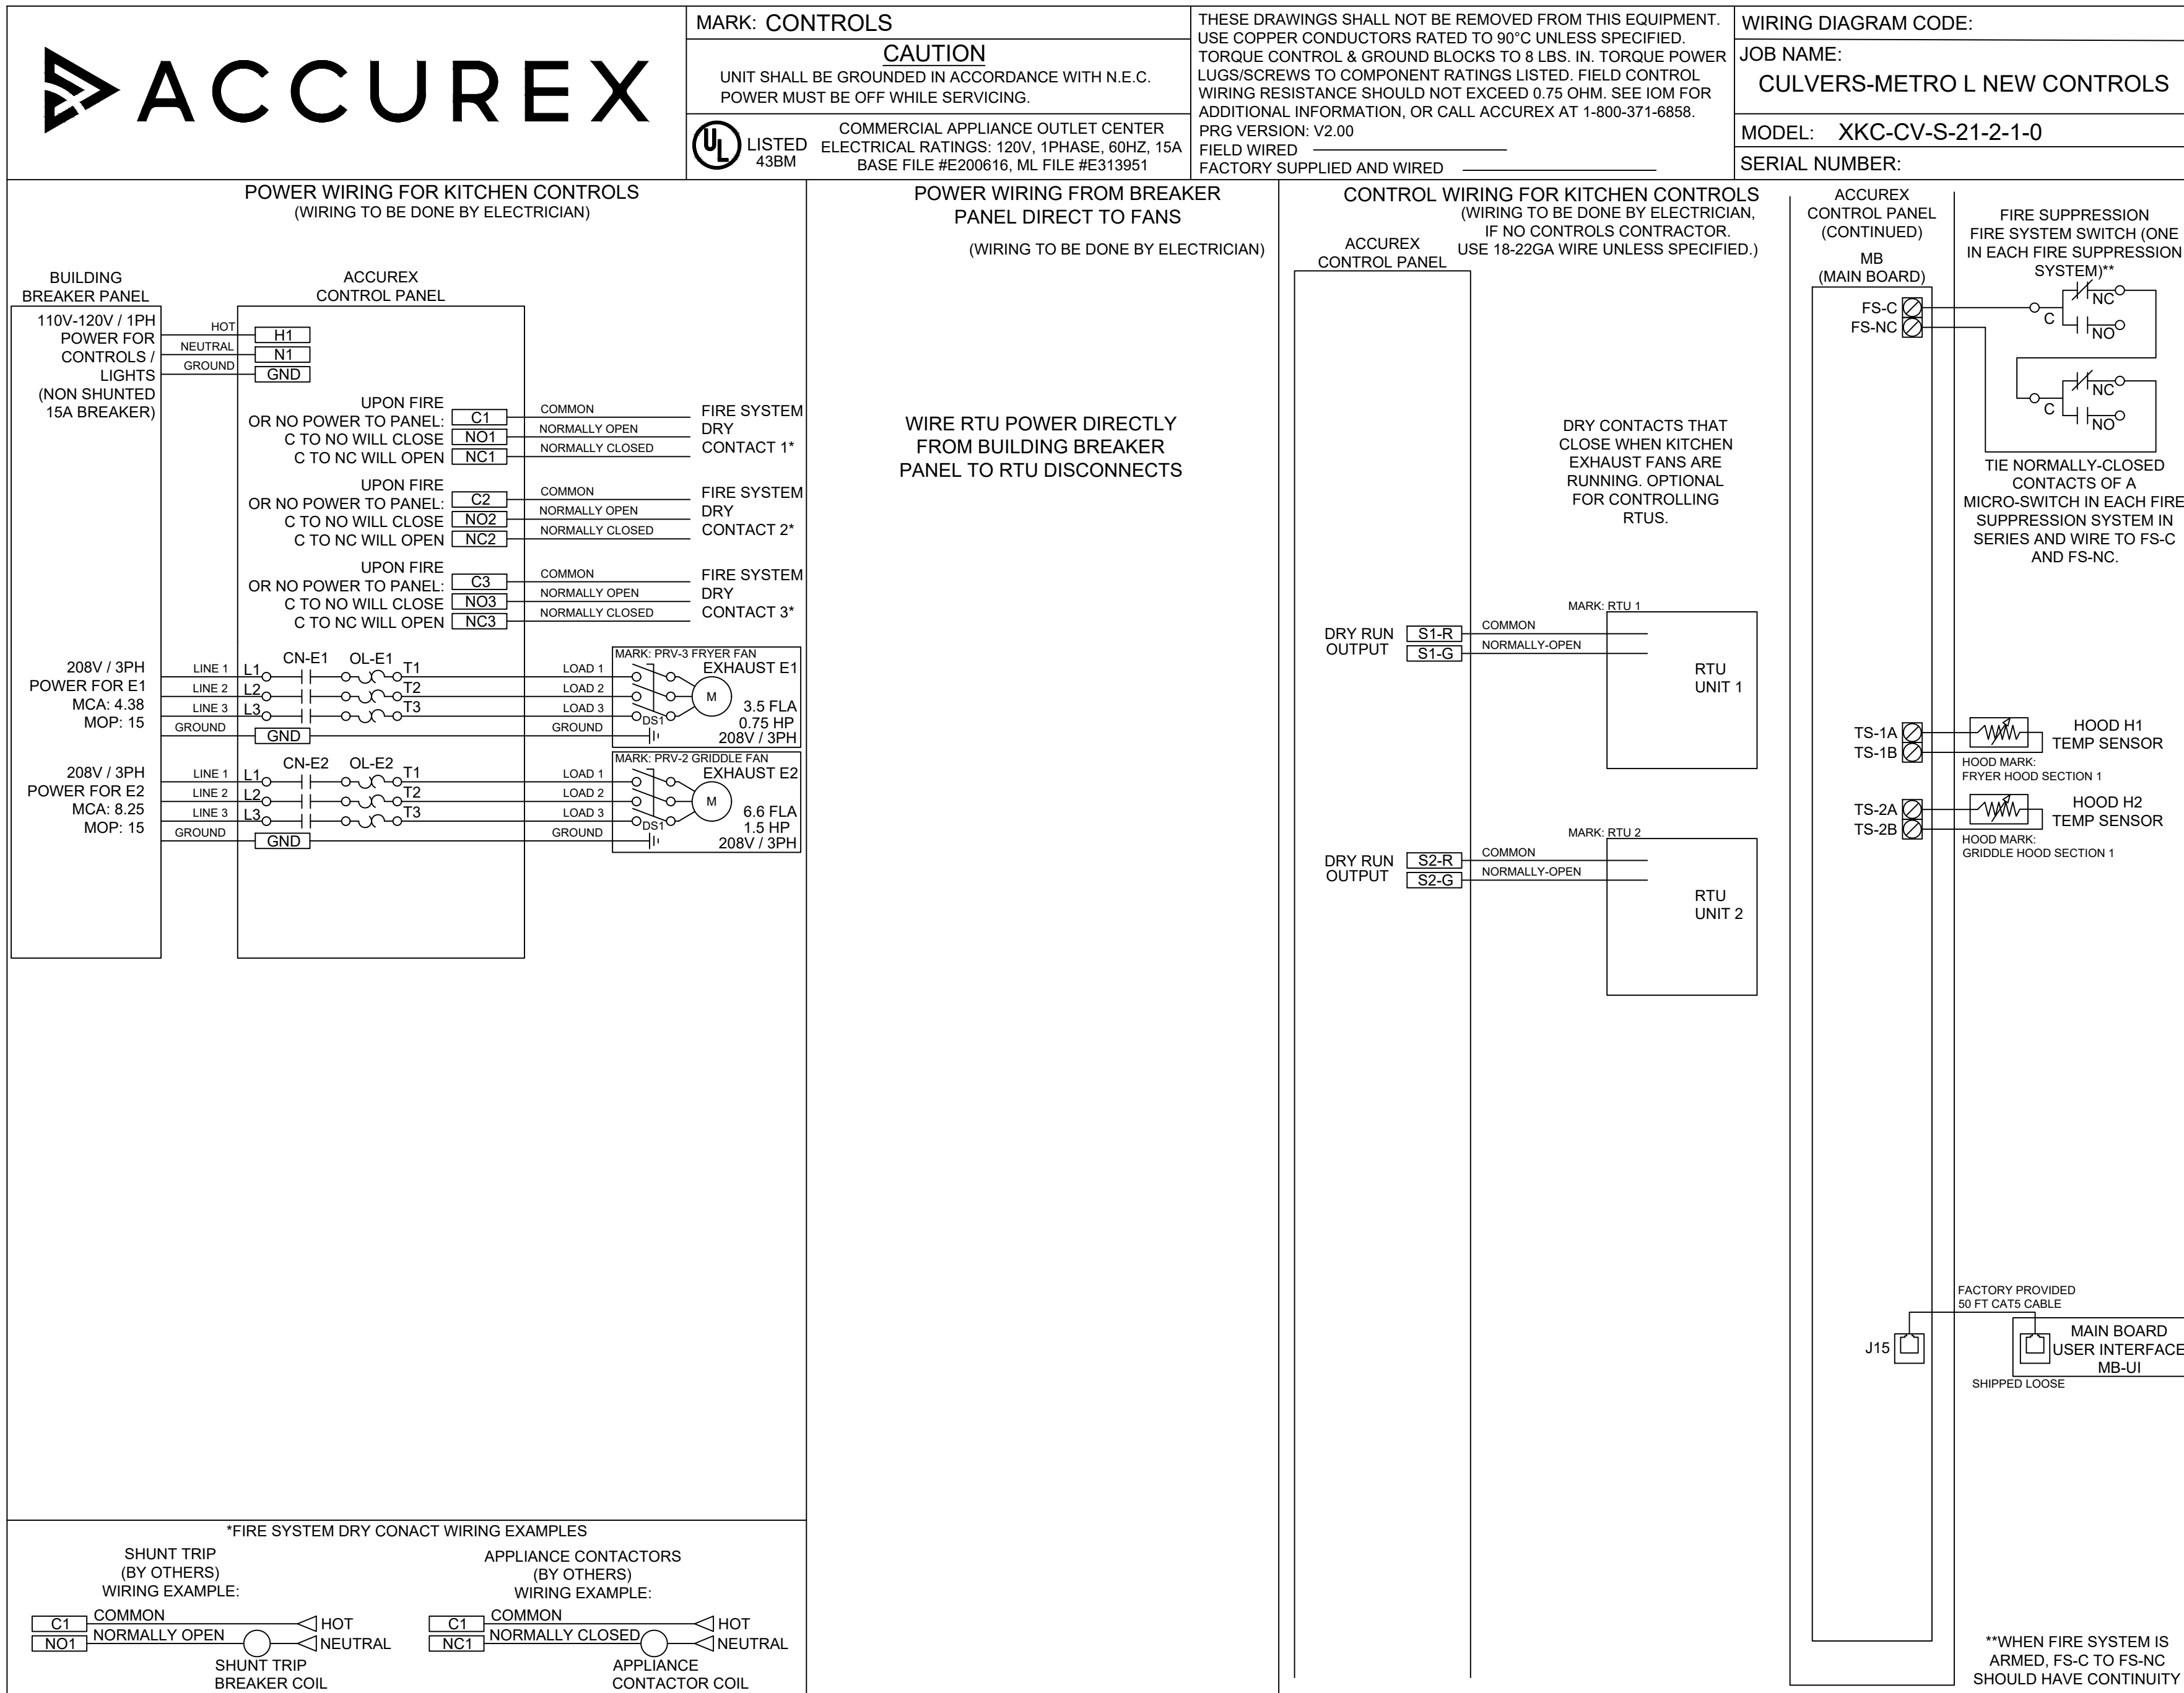 ACCUREX
MARK: CONTROLS
CAUTION
UNIT SHALL BE GROUNDED IN ACCORDANCE WITH N.E.C.
POWER MUST BE OFF WHILE SERVICING.
UL
LISTED
43BM
COMMERCIAL APPLIANCE OUTLET CENTER
ELECTRICAL RATINGS: 120V, 1PHASE, 60HZ, 15A
BASE FILE #E200616, ML FILE #E313951
THESE DRAWINGS SHALL NOT BE REMOVED FROM THIS EQUIPMENT.
USE COPPER CONDUCTORS RATED TO 90°C UNLESS SPECIFIED.
TORQUE CONTROL & GROUND BLOCKS TO 8 LBS. IN. TORQUE POWER
LUGS/SCREWS TO COMPONENT RATINGS LISTED. FIELD CONTROL
WIRING RESISTANCE SHOULD NOT EXCEED 0.75 OHM. SEE IOM FOR
ADDITIONAL INFORMATION, OR CALL ACCUREX AT 1-800-371-6858.
PRG VERSION: V2.00
FIELD WIRED
FACTORY SUPPLIED AND WIRED
WIRING DIAGRAM CODE:
JOB NAME:
CULVERS-METRO L NEW CONTROLS
MODEL: XKC-CV-S-21-2-1-0
SERIAL NUMBER:
POWER WIRING FOR KITCHEN CONTROLS
(WIRING TO BE DONE BY ELECTRICIAN)
BUILDING
BREAKER PANEL
ACCUREX
CONTROL PANEL
110V-120V / 1PH
POWER FOR
CONTROLS /
LIGHTS
(NON SHUNTED
15A BREAKER)
HOT
NEUTRAL
GROUND
H1
N1
GND
UPON FIRE
OR NO POWER TO PANEL:
C TO NO WILL CLOSE
C TO NC WILL OPEN
C1
NO1
NC1
COMMON
NORMALLY OPEN
NORMALLY CLOSED
FIRE SYSTEM
DRY
CONTACT 1*
UPON FIRE
OR NO POWER TO PANEL:
C TO NO WILL CLOSE
C TO NC WILL OPEN
C2
NO2
NC2
COMMON
NORMALLY OPEN
NORMALLY CLOSED
FIRE SYSTEM
DRY
CONTACT 2*
UPON FIRE
OR NO POWER TO PANEL:
C TO NO WILL CLOSE
C TO NC WILL OPEN
C3
NO3
NC3
COMMON
NORMALLY OPEN
NORMALLY CLOSED
FIRE SYSTEM
DRY
CONTACT 3*
208V / 3PH
POWER FOR E1
MCA: 4.38
MOP: 15
LINE 1
LINE 2
LINE 3
GROUND
L1
L2
L3
GND
CN-E1
OL-E1
T1
T2
T3
LOAD 1
LOAD 2
LOAD 3
GROUND
MARK: PRV-3 FRYER FAN
EXHAUST E1
M
DS1
3.5 FLA
0.75 HP
208V / 3PH
208V / 3PH
POWER FOR E2
MCA: 8.25
MOP: 15
LINE 1
LINE 2
LINE 3
GROUND
L1
L2
L3
GND
CN-E2
OL-E2
T1
T2
T3
LOAD 1
LOAD 2
LOAD 3
GROUND
MARK: PRV-2 GRIDDLE FAN
EXHAUST E2
M
DS1
6.6 FLA
1.5 HP
208V / 3PH
*FIRE SYSTEM DRY CONACT WIRING EXAMPLES
SHUNT TRIP
(BY OTHERS)
WIRING EXAMPLE:
C1
COMMON
HOT
NO1
NORMALLY OPEN
NEUTRAL
SHUNT TRIP
BREAKER COIL
APPLIANCE CONTACTORS
(BY OTHERS)
WIRING EXAMPLE:
C1
COMMON
HOT
NC1
NORMALLY CLOSED
NEUTRAL
APPLIANCE
CONTACTOR COIL
POWER WIRING FROM BREAKER
PANEL DIRECT TO FANS
(WIRING TO BE DONE BY ELECTRICIAN)
WIRE RTU POWER DIRECTLY
FROM BUILDING BREAKER
PANEL TO RTU DISCONNECTS
CONTROL WIRING FOR KITCHEN CONTROLS
(WIRING TO BE DONE BY ELECTRICIAN,
IF NO CONTROLS CONTRACTOR.
USE 18-22GA WIRE UNLESS SPECIFIED.)
ACCUREX
CONTROL PANEL
DRY CONTACTS THAT
CLOSE WHEN KITCHEN
EXHAUST FANS ARE
RUNNING. OPTIONAL
FOR CONTROLLING
RTUS.
DRY RUN
OUTPUT
S1-R
S1-G
COMMON
NORMALLY-OPEN
MARK: RTU 1
RTU
UNIT 1
DRY RUN
OUTPUT
S2-R
S2-G
COMMON
NORMALLY-OPEN
MARK: RTU 2
RTU
UNIT 2
ACCUREX
CONTROL PANEL
(CONTINUED)
MB
(MAIN BOARD)
FS-C
FS-NC
FIRE SUPPRESSION
FIRE SYSTEM SWITCH (ONE
IN EACH FIRE SUPPRESSION
SYSTEM)**
C
NC
NO
C
NC
NO
TIE NORMALLY-CLOSED
CONTACTS OF A
MICRO-SWITCH IN EACH FIRE
SUPPRESSION SYSTEM IN
SERIES AND WIRE TO FS-C
AND FS-NC.
TS-1A
TS-1B
HOOD H1
TEMP SENSOR
HOOD MARK:
FRYER HOOD SECTION 1
TS-2A
TS-2B
HOOD H2
TEMP SENSOR
HOOD MARK:
GRIDDLE HOOD SECTION 1
FACTORY PROVIDED
50 FT CAT5 CABLE
J15
MAIN BOARD
USER INTERFACE
MB-UI
SHIPPED LOOSE
**WHEN FIRE SYSTEM IS
ARMED, FS-C TO FS-NC
SHOULD HAVE CONTINUITY